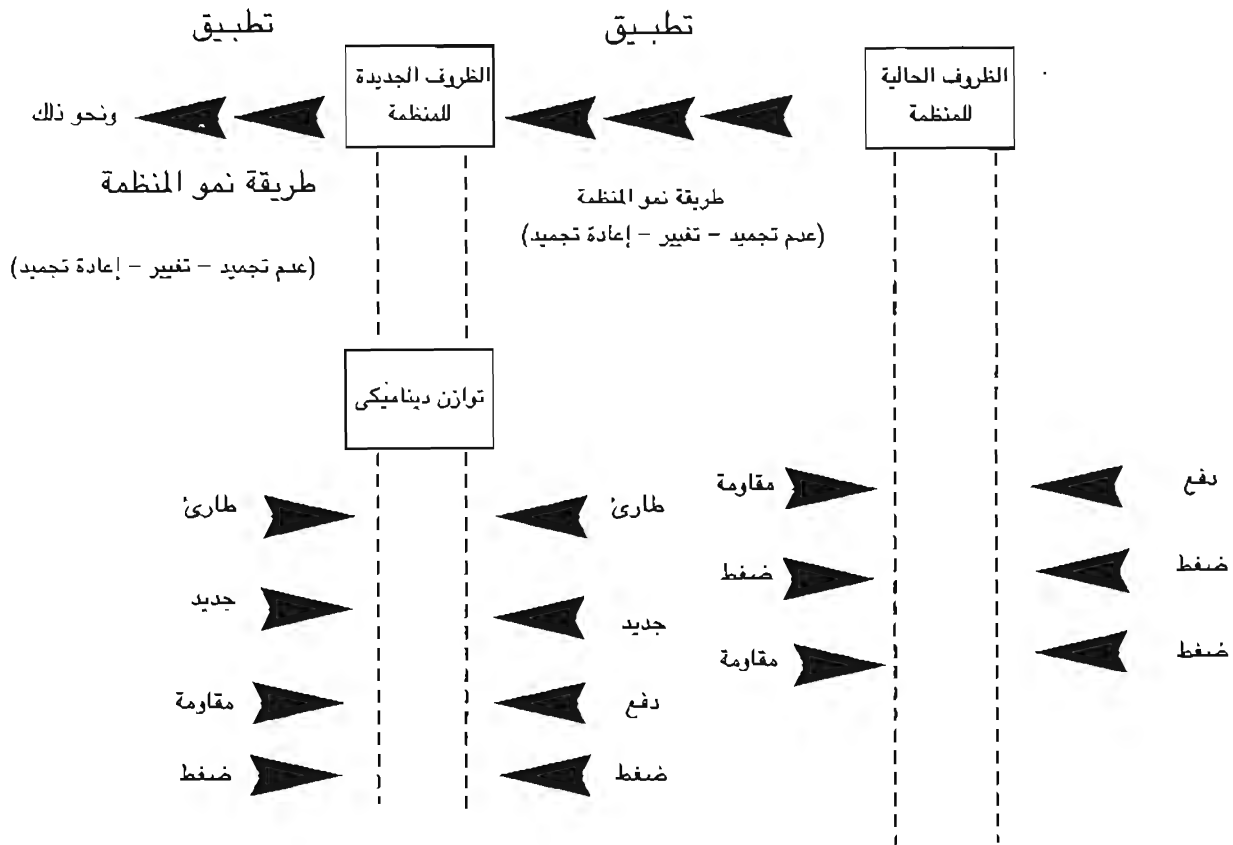 تطبيق
تطبيق
الظروف الحالية
للمنظمة
الظروف الجديدة
للمنظمة
ونحو ذلك
طريقة نمو المنظمة
(عدم تجميد – تغيير – إعادة تجميد)
طريقة نمو المنظمة
(عدم تجميد – تغيير – إعادة تجميد)
توازن ديناميكى
دفع
مقاومة
ضغط
ضغط
ضغط
مقاومة
طارئ
طارئ
جديد
جديد
دفع
مقاومة
ضغط
ضغط